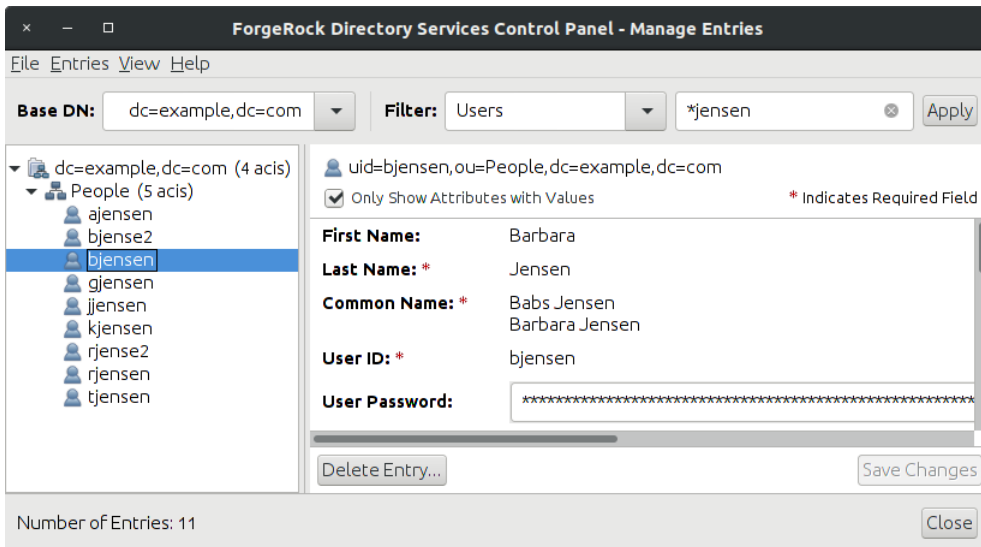 ForgeRock Directory Services Control Panel - Manage Entries
File Entries View Help
Base DN: dc=example,dc=com Filter: Users *jensen Apply
dc=example,dc=com (4 acis)
People (5 acis)
ajensen
bjense2
bjensen
gjensen
jjensen
kjensen
rjense2
rjensen
tjensen
uid=bjensen,ou=People,dc=example,dc=com
Only Show Attributes with Values * Indicates Required Field
First Name: Barbara
Last Name: * Jensen
Common Name: * Babs Jensen
Barbara Jensen
User ID: * bjensen
User Password: ******************************************************
Delete Entry... Save Changes
Number of Entries: 11 Close